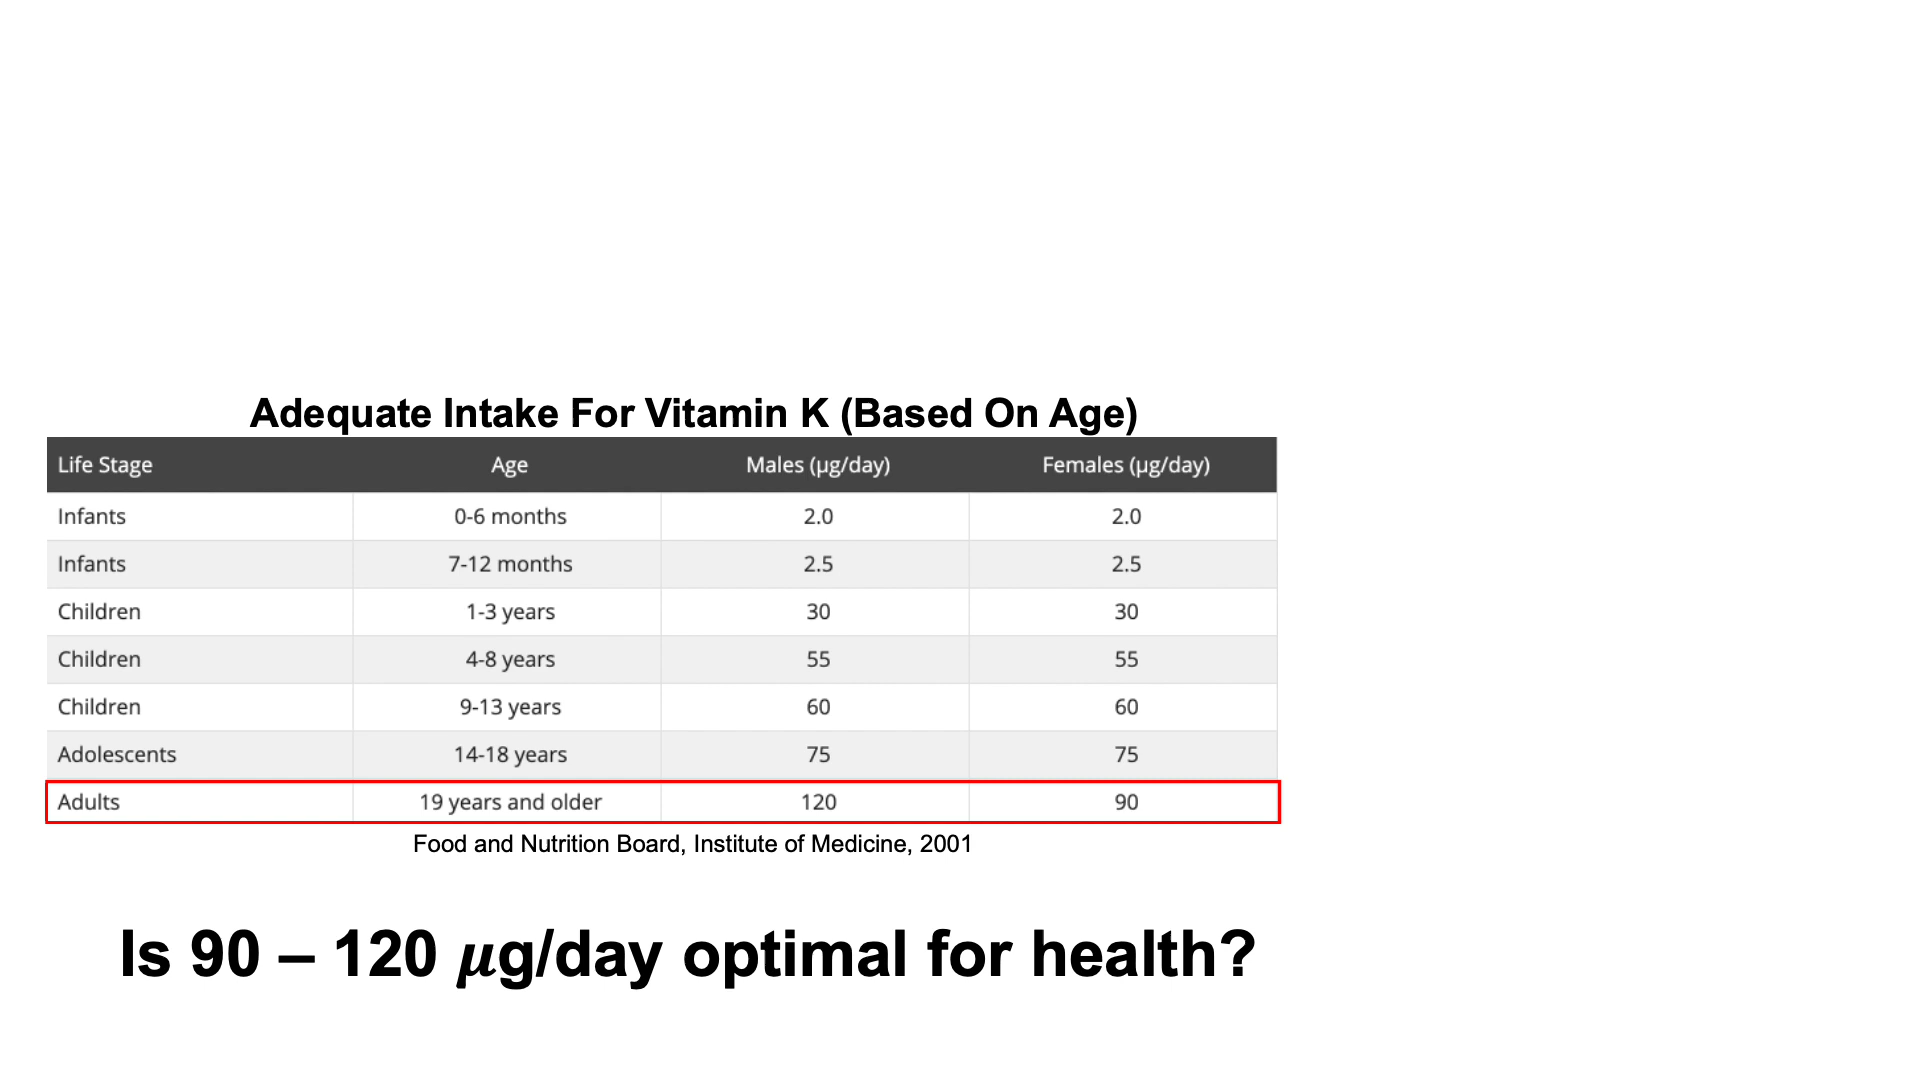 Adequate Intake For Vitamin K (Based On Age)
Life Stage Age Males (µg/day) Females (µg/day)
Infants 0-6 months 2.0 2.0
Infants 7-12 months 2.5 2.5
Children 1-3 years 30 30
Children 4-8 years 55 55
Children 9-13 years 60 60
Adolescents 14-18 years 75 75
Adults 19 years and older 120 90
Food and Nutrition Board, Institute of Medicine, 2001
Is 90 – 120 𝝁g/day optimal for health?